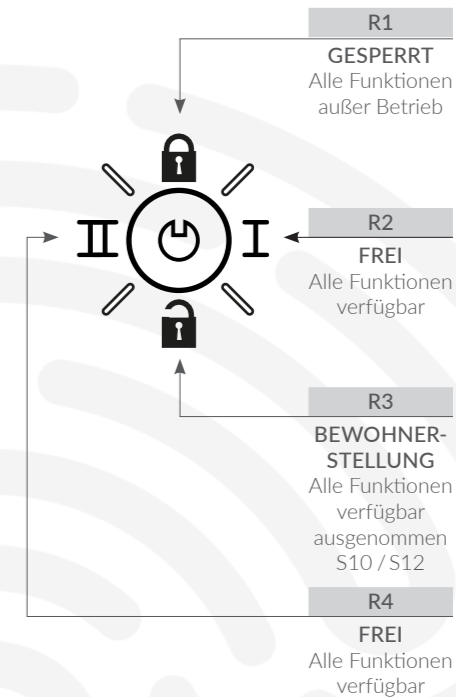 R1
GESPERRT
Alle Funktionen
außer Betrieb
II
I
R2
FREI
Alle Funktionen
verfügbar
R3
BEWOHNER-
STELLUNG
Alle Funktionen
verfügbar
ausgenommen
S10 / S12
R4
FREI
Alle Funktionen
verfügbar